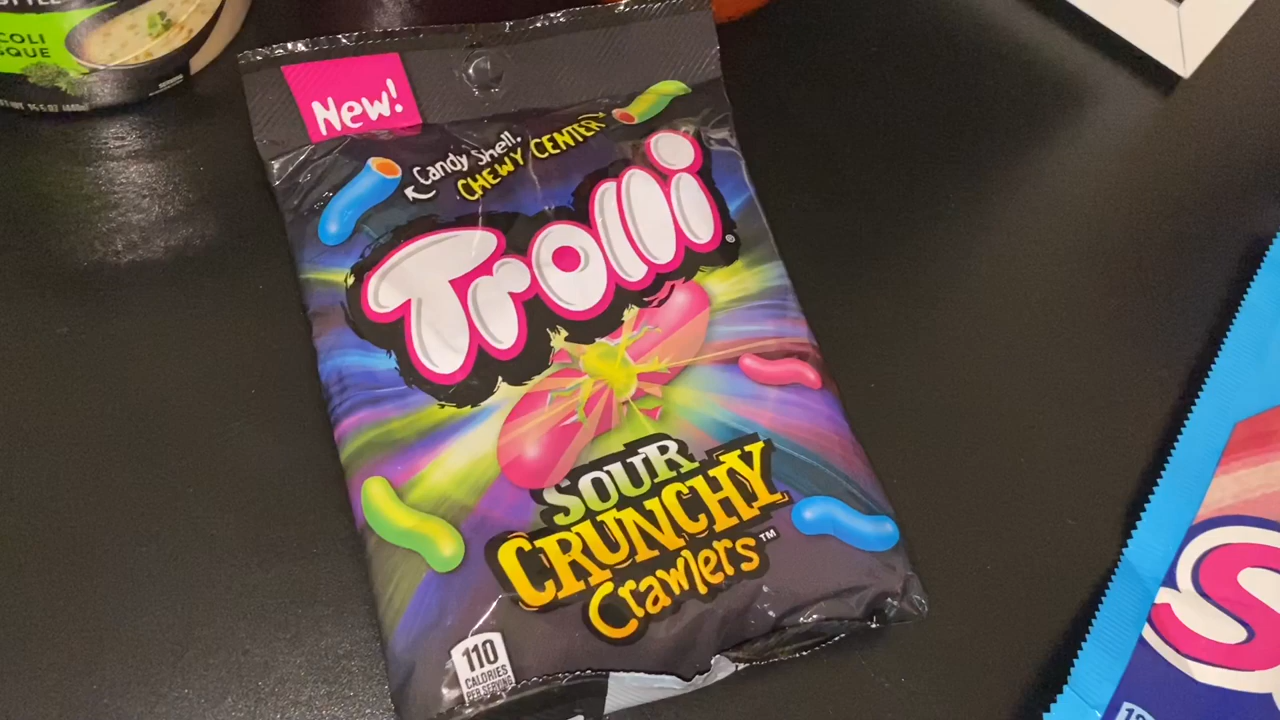 COLI
SQUE
New!
Candy Shell,
CHEWY CENTER
Trolli
®
SOUR
CRUNCHY
Crawlers™
110
CALORIES
PER SERVING
S